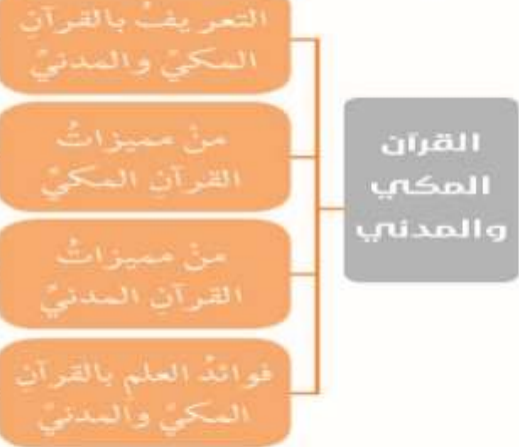 القرآن
المكي
والمدني
التعريفُ بالقرآنِ
المكيِّ والمدنيِّ
منْ مميزاتُ
القرآنِ المكيِّ
منْ مميزاتُ
القرآنِ المدنيِّ
فوائدُ العلمِ بالقرآنِ
المكيِّ والمدنيِّ